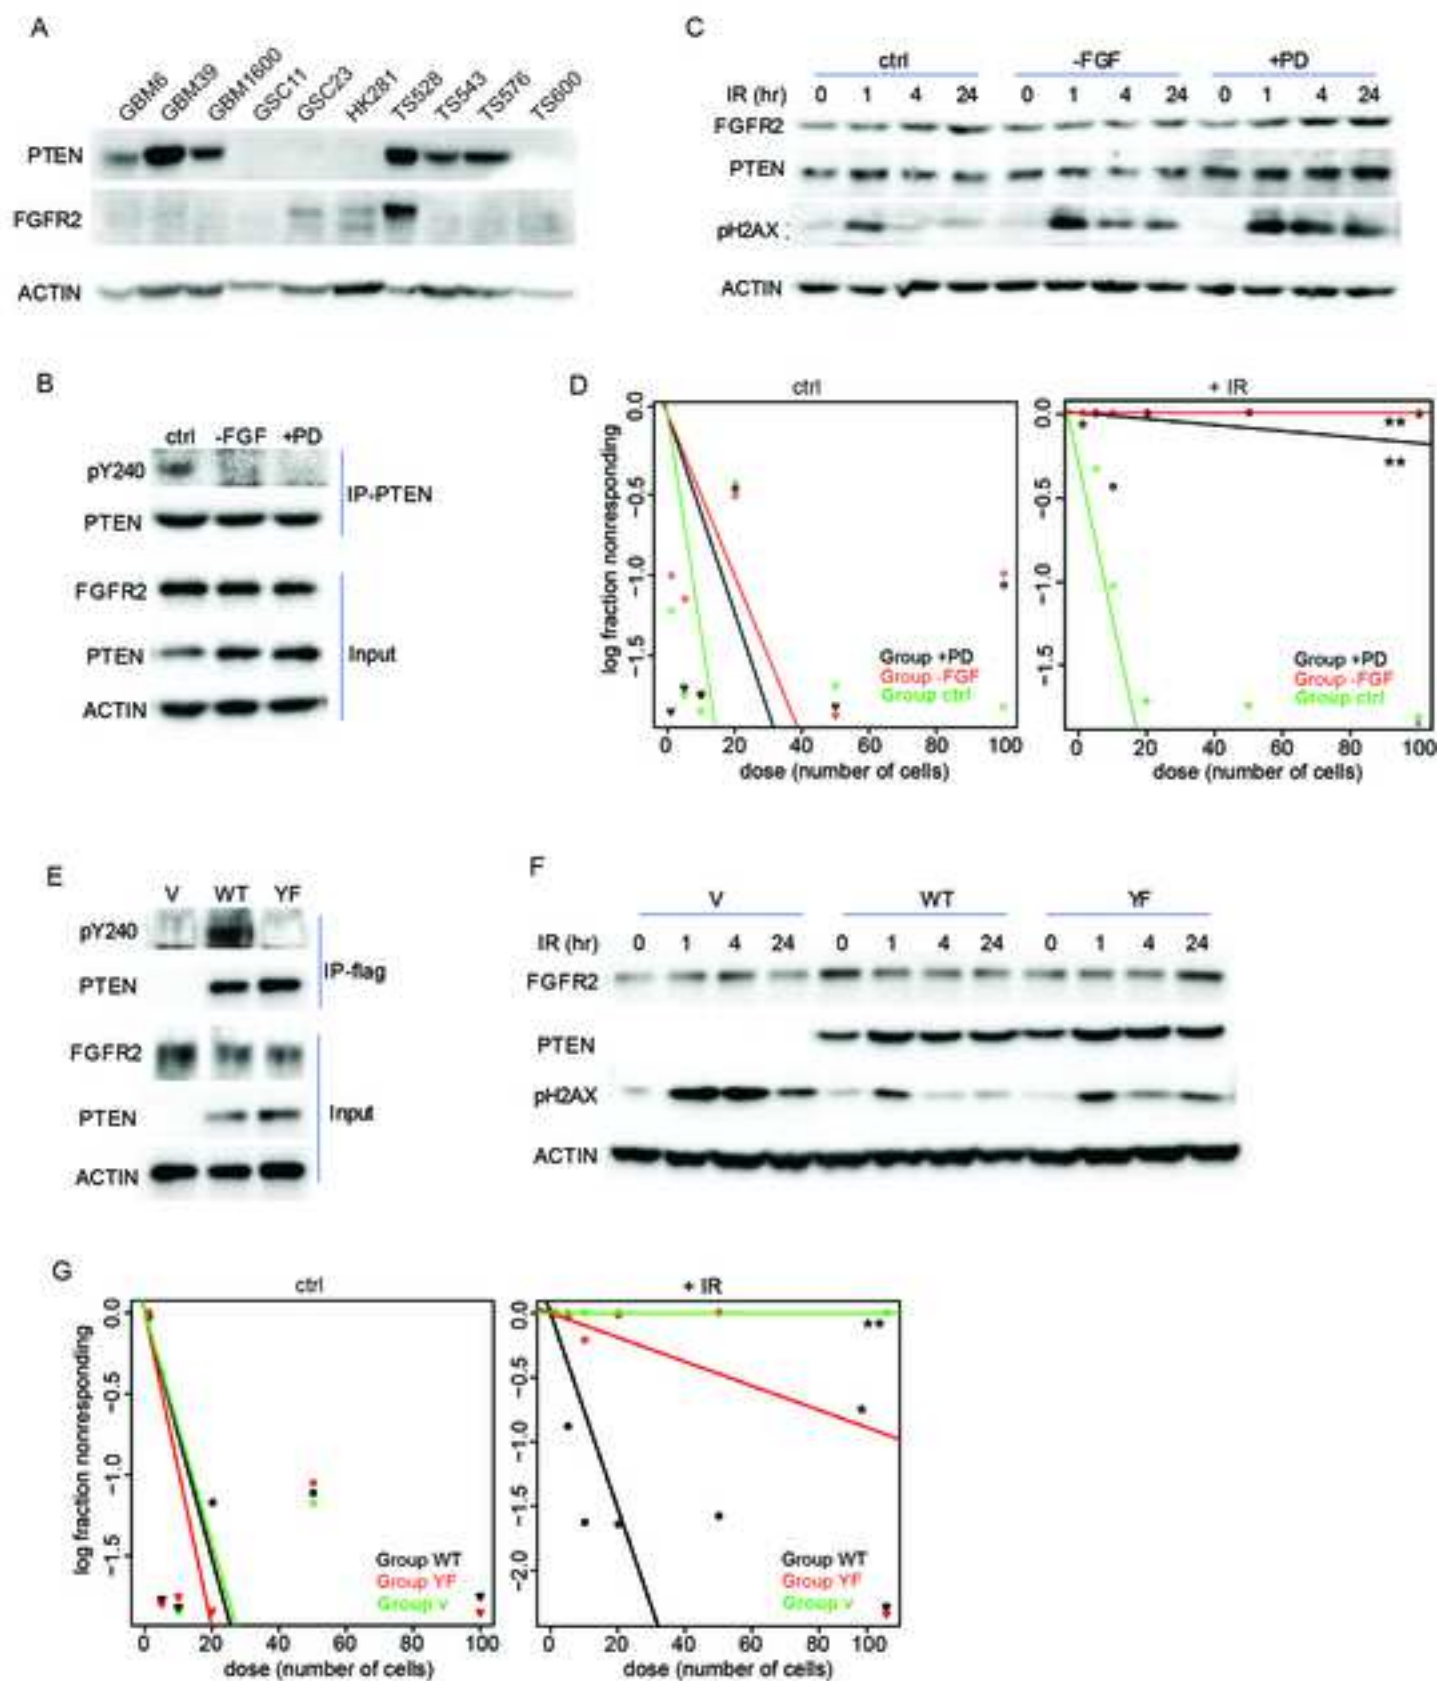 A
GBM6 GBM39 GBM1600 GSC11 GSC23 HK281 TS528 TS543 TS576 TS600
PTEN
FGFR2
ACTIN
C
ctrl -FGF +PD
IR (hr) 0 1 4 24 0 1 4 24 0 1 4 24
FGFR2
PTEN
pH2AX
ACTIN
B
ctrl -FGF +PD
pY240
PTEN
IP-PTEN
FGFR2
PTEN
ACTIN
Input
D
ctrl
log fraction nonresponding
0.0
-0.5
-1.0
-1.5
Group +PD
Group -FGF
Group ctrl
0 20 40 60 80 100
dose (number of cells)
+ IR
0.0
-0.5
-1.0
-1.5
**
**
Group +PD
Group -FGF
Group ctrl
0 20 40 60 80 100
dose (number of cells)
E
V WT YF
pY240
PTEN
IP-flag
FGFR2
PTEN
ACTIN
Input
F
V WT YF
IR (hr) 0 1 4 24 0 1 4 24 0 1 4 24
FGFR2
PTEN
pH2AX
ACTIN
G
ctrl
log fraction nonresponding
0.0
-0.5
-1.0
-1.5
Group WT
Group YF
Group v
0 20 40 60 80 100
dose (number of cells)
+ IR
0.0
-0.5
-1.0
-1.5
-2.0
**
*
Group WT
Group YF
Group v
0 20 40 60 80 100
dose (number of cells)